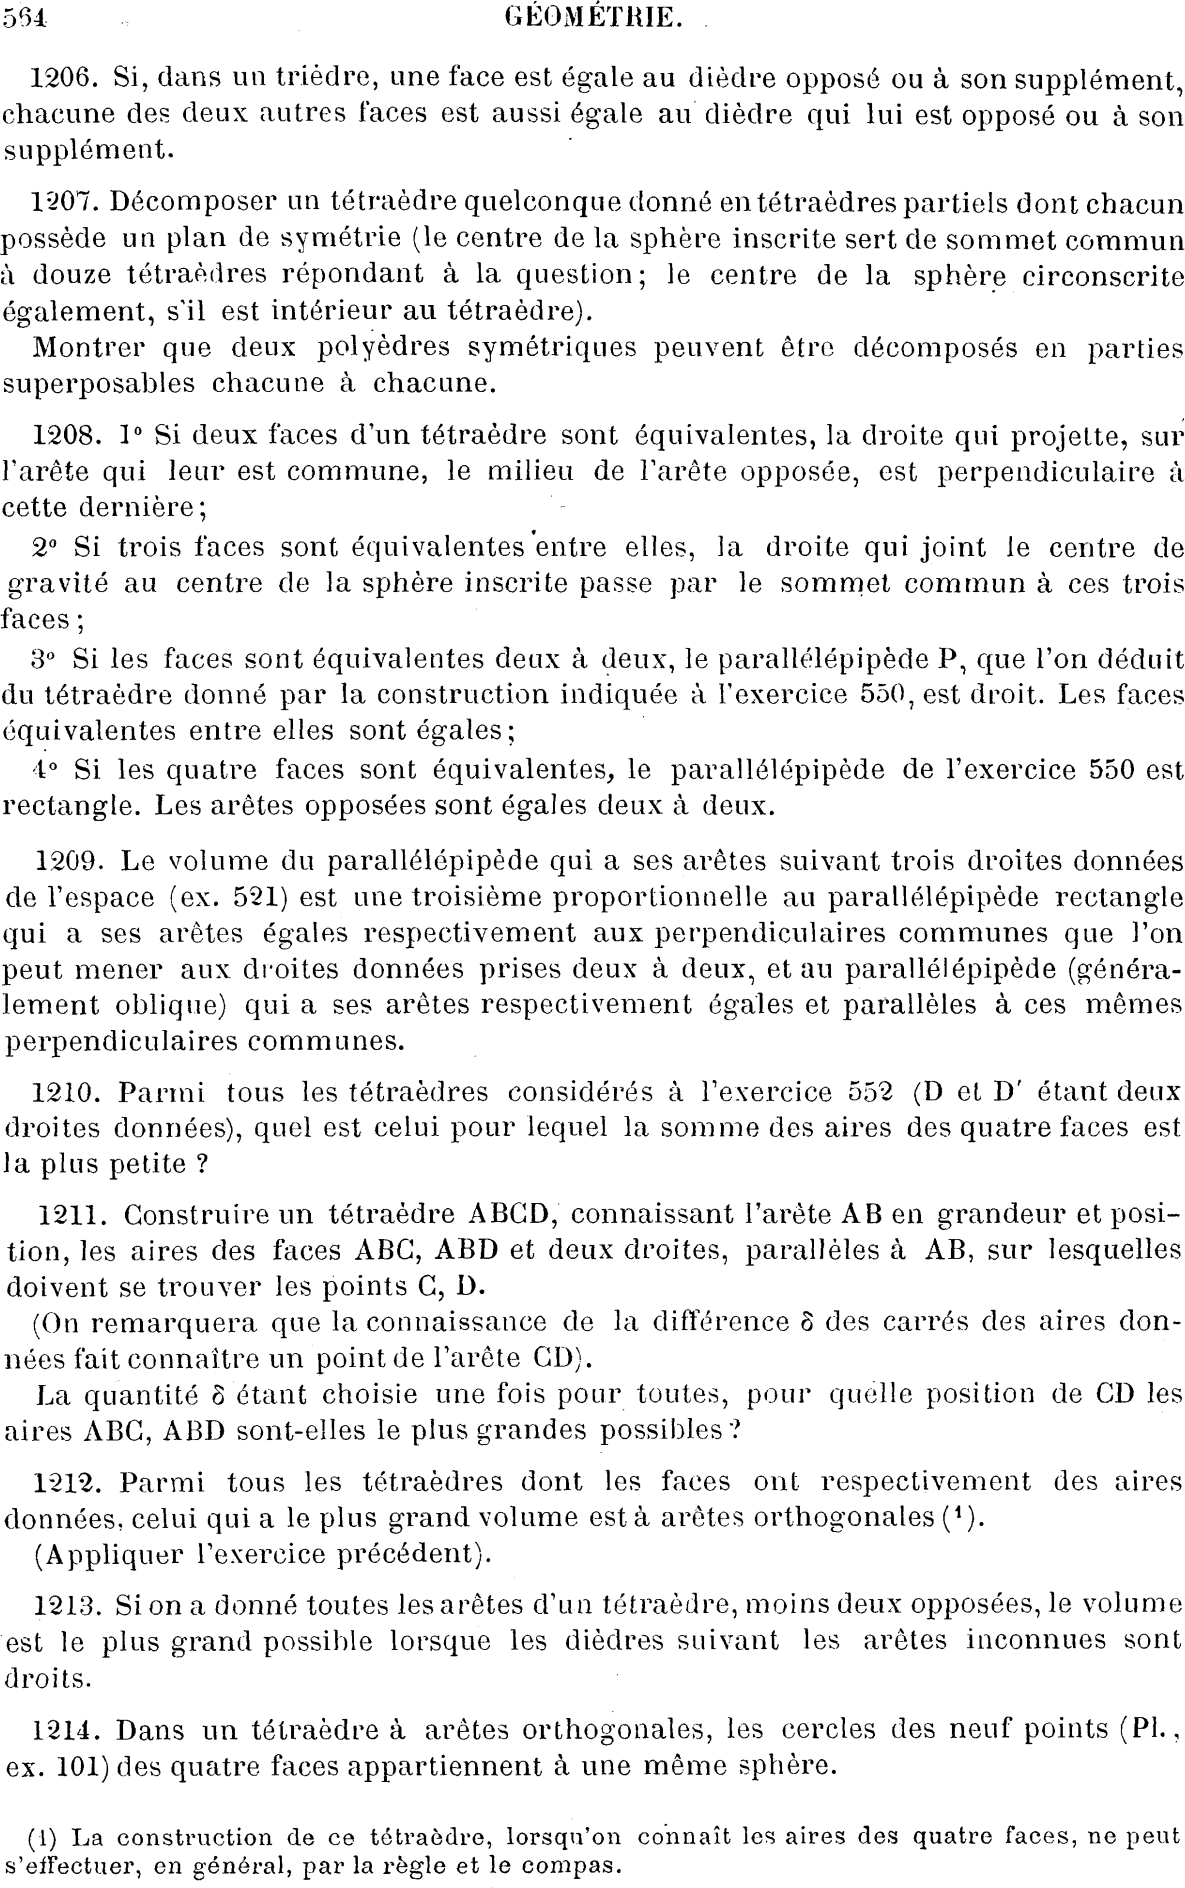 564 GÉOMÉTRIE.
1206. Si, dans un trièdre, une face est égale au dièdre opposé ou à son supplément,
chacune des deux autres faces est aussi égale au dièdre qui lui est opposé ou à son
supplément.
1207. Décomposer un tétraèdre quelconque donné en tétraèdres partiels dont chacun
possède un plan de symétrie (le centre de la sphère inscrite sert de sommet commun
à douze tétraèdres répondant à la question; le centre de la sphère circonscrite
également, s'il est intérieur au tétraèdre).
Montrer que deux polyèdres symétriques peuvent être décomposés en parties
superposables chacune à chacune.
1208. 1° Si deux faces d'un tétraèdre sont équivalentes, la droite qui projette, sur
l'arête qui leur est commune, le milieu de l'arête opposée, est perpendiculaire à
cette dernière;
2° Si trois faces sont équivalentes entre elles, la droite qui joint le centre de
gravité au centre de la sphère inscrite passe par le sommet commun à ces trois
faces;
3° Si les faces sont équivalentes deux à deux, le parallélépipède P, que l'on déduit
du tétraèdre donné par la construction indiquée à l'exercice 550, est droit. Les faces
équivalentes entre elles sont égales;
4° Si les quatre faces sont équivalentes, le parallélépipède de l'exercice 550 est
rectangle. Les arêtes opposées sont égales deux à deux.
1209. Le volume du parallélépipède qui a ses arêtes suivant trois droites données
de l'espace (ex. 521) est une troisième proportionnelle au parallélépipède rectangle
qui a ses arêtes égales respectivement aux perpendiculaires communes que l'on
peut mener aux droites données prises deux à deux, et au parallélépipède (généra-
lement oblique) qui a ses arêtes respectivement égales et parallèles à ces mêmes
perpendiculaires communes.
1210. Parmi tous les tétraèdres considérés à l'exercice 552 (D et D' étant deux
droites données), quel est celui pour lequel la somme des aires des quatre faces est
la plus petite ?
1211. Construire un tétraèdre ABCD, connaissant l'arête AB en grandeur et posi-
tion, les aires des faces ABC, ABD et deux droites, parallèles à AB, sur lesquelles
doivent se trouver les points C, D.
(On remarquera que la connaissance de la différence δ des carrés des aires don-
nées fait connaître un point de l'arête CD).
La quantité δ étant choisie une fois pour toutes, pour quelle position de CD les
aires ABC, ABD sont-elles le plus grandes possibles ?
1212. Parmi tous les tétraèdres dont les faces ont respectivement des aires
données, celui qui a le plus grand volume est à arêtes orthogonales (¹).
(Appliquer l'exercice précédent).
1213. Si on a donné toutes les arêtes d'un tétraèdre, moins deux opposées, le volume
est le plus grand possible lorsque les dièdres suivant les arêtes inconnues sont
droits.
1214. Dans un tétraèdre à arêtes orthogonales, les cercles des neuf points (Pl.,
ex. 101) des quatre faces appartiennent à une même sphère.
(1) La construction de ce tétraèdre, lorsqu'on connaît les aires des quatre faces, ne peut
s'effectuer, en général, par la règle et le compas.